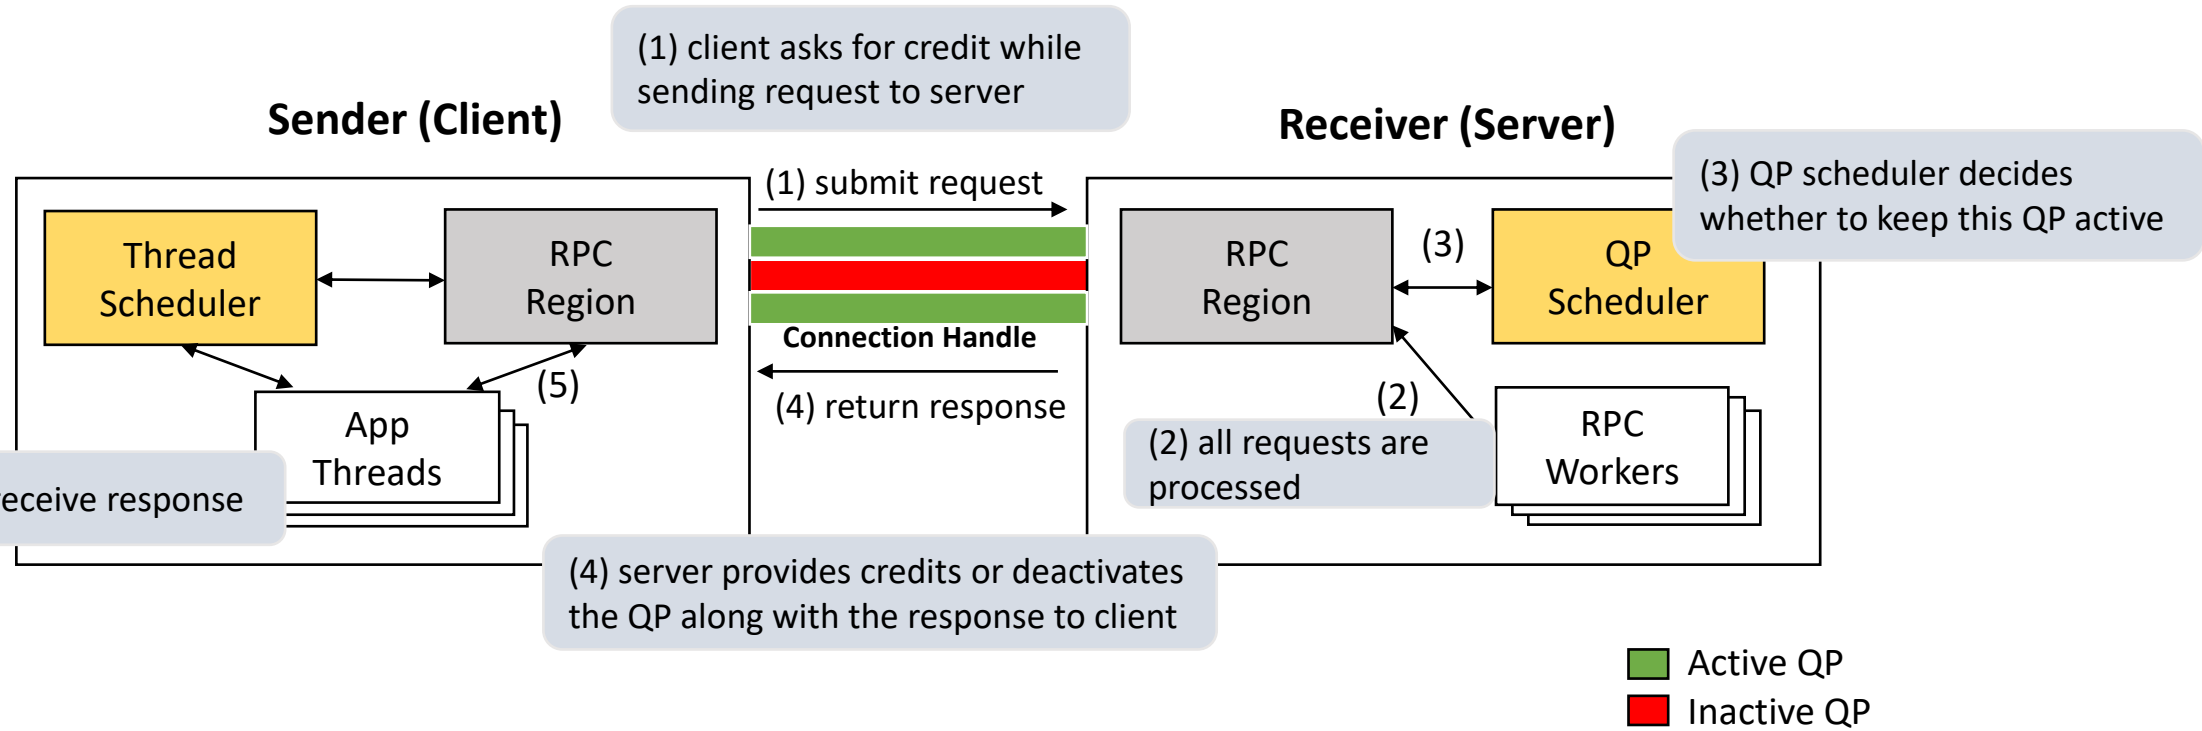 (1) client asks for credit while
sending request to server
Sender (Client)
Receiver (Server)
(1) submit request
(3) QP scheduler decides
whether to keep this QP active
Thread
Scheduler
RPC
Region
RPC
Region
(3)
QP
Scheduler
Connection Handle
(5)
(4) return response
(2)
App
Threads
(2) all requests are
processed
RPC
Workers
response
(4) server provides credits or deactivates
the QP along with the response to client
Active QP
Inactive QP